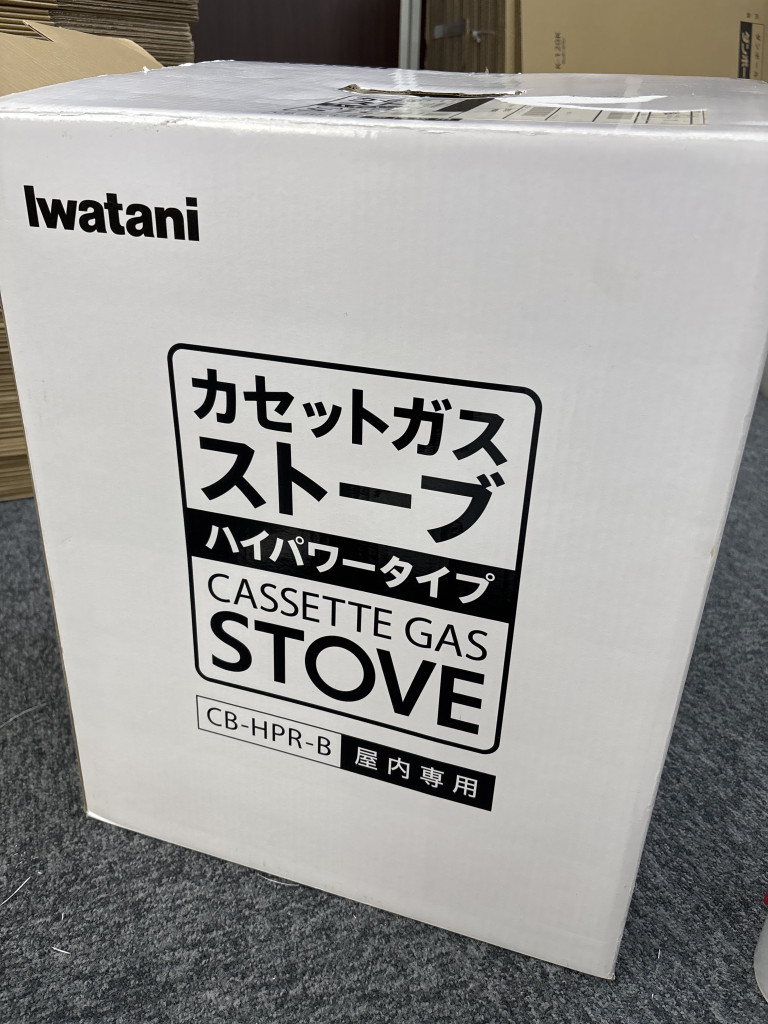 Iwatani
カセットガス
ストーブ
ハイパワータイプ
CASSETTE GAS
STOVE
CB-HPR-B
屋内専用